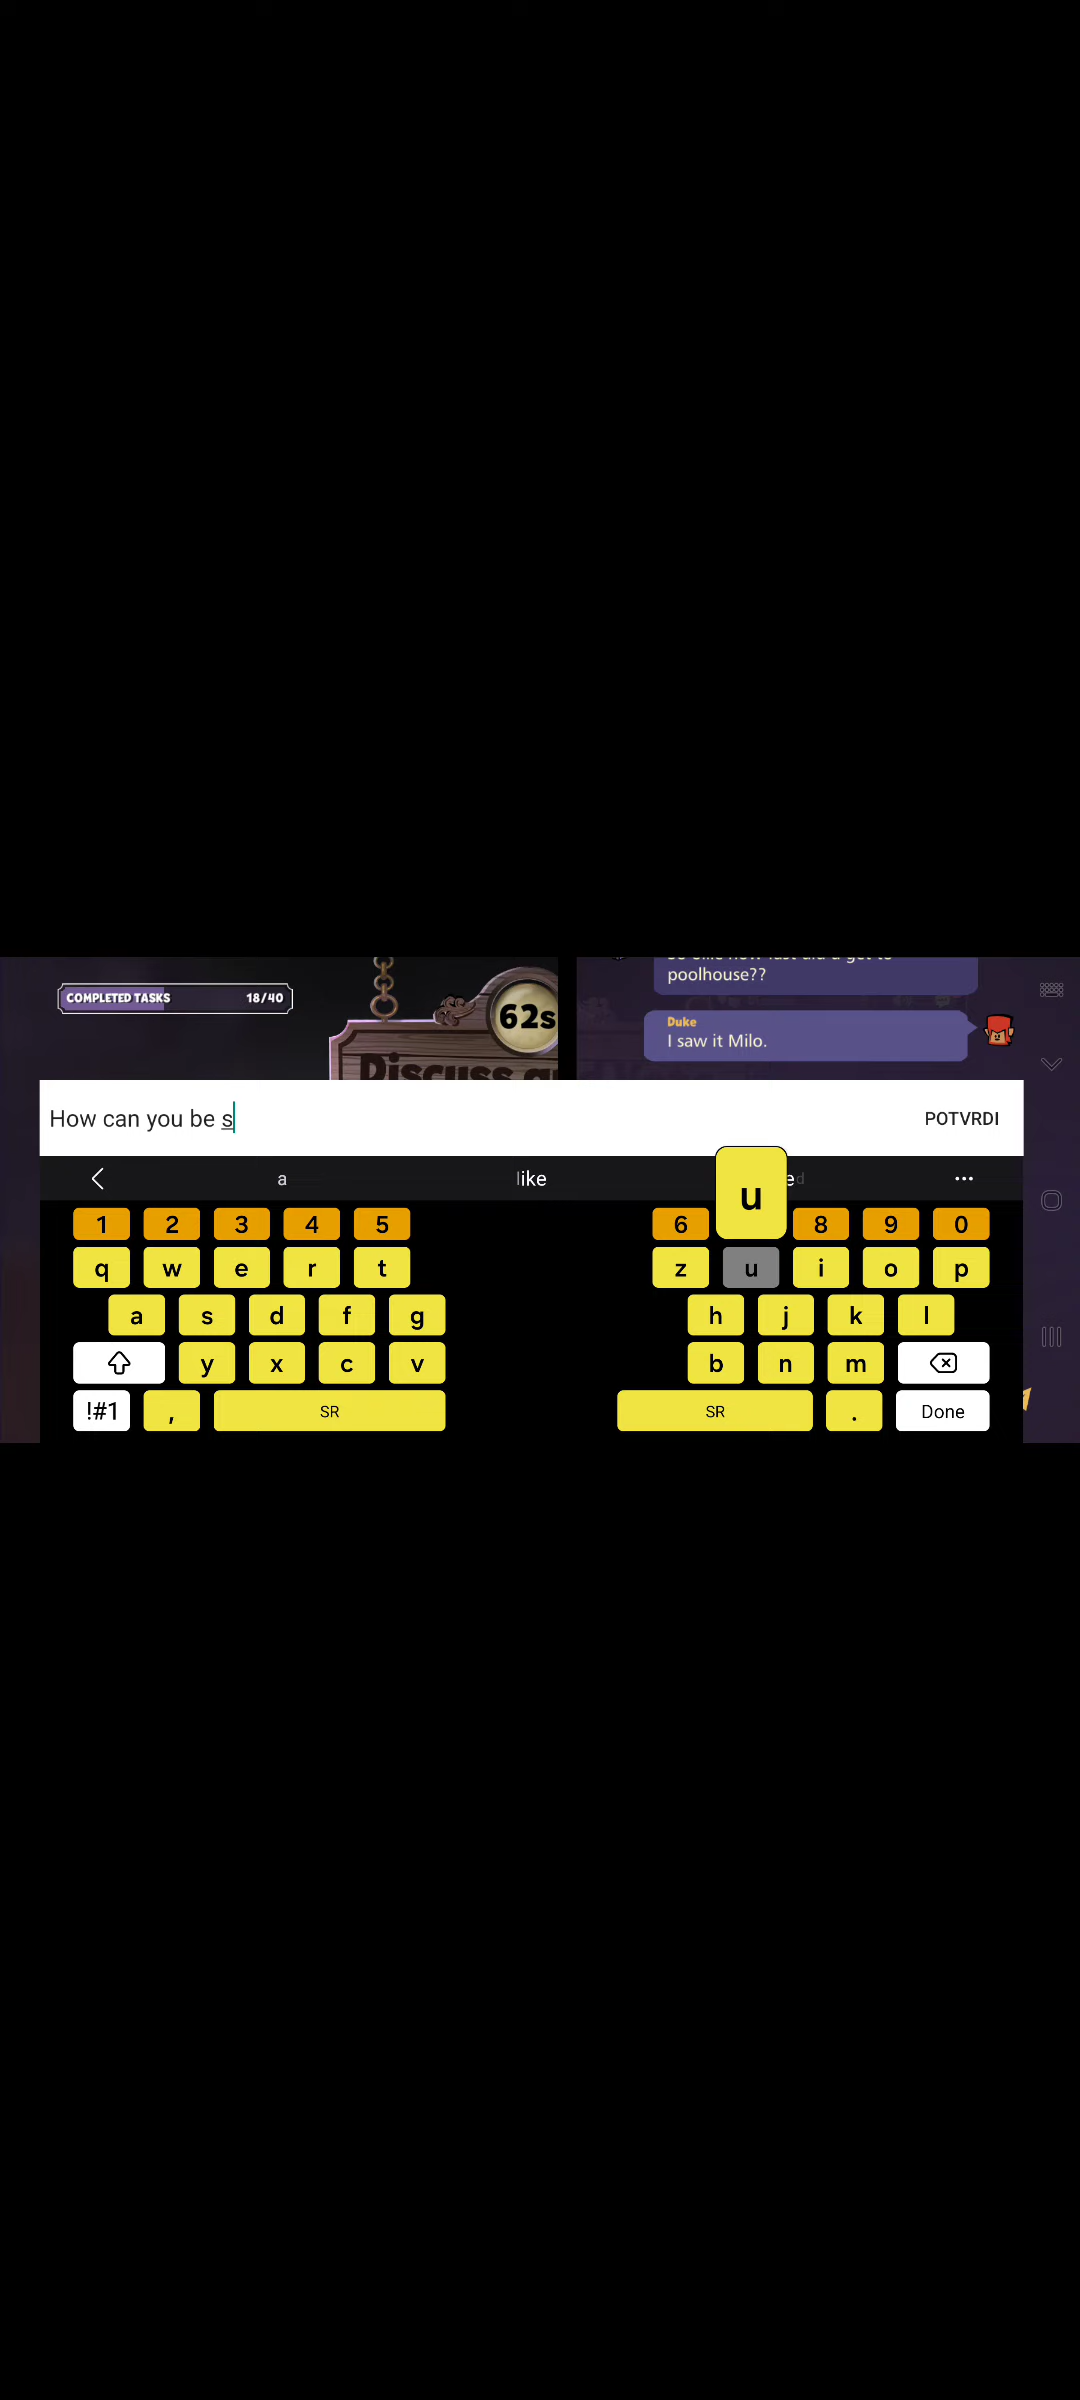 COMPLETED TASKS 18/40
62s
Discuss a
poolhouse??
Duke
I saw it Milo.
How can you be s
POTVRDI
a like
u
1 2 3 4 5 6 8 9 0
q w e r t z u i o p
a s d f g h j k l
y x c v b n m
!#1 , SR SR . Done